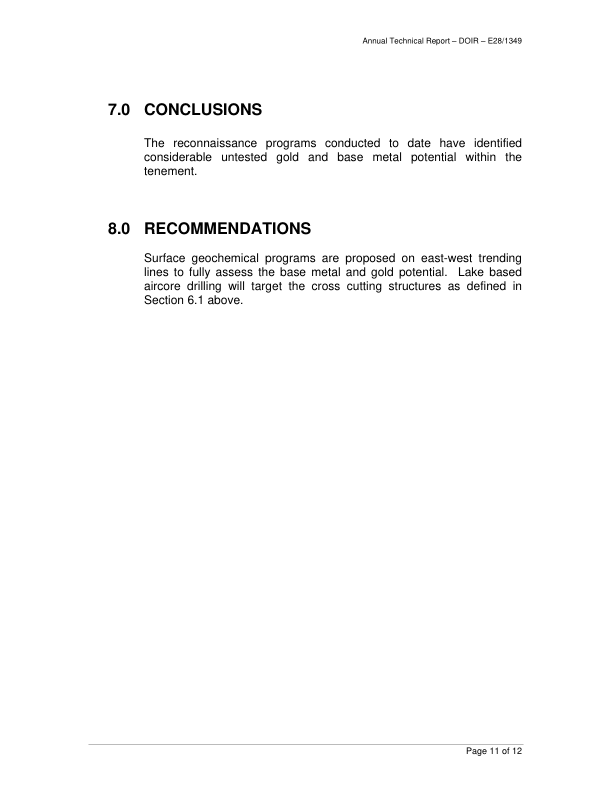 Annual Technical Report – DOIR – E28/1349
7.0 CONCLUSIONS
The reconnaissance programs conducted to date have identified
considerable untested gold and base metal potential within the
tenement.
8.0 RECOMMENDATIONS
Surface geochemical programs are proposed on east-west trending
lines to fully assess the base metal and gold potential.  Lake based
aircore drilling will target the cross cutting structures as defined in
Section 6.1 above.
Page 11 of 12